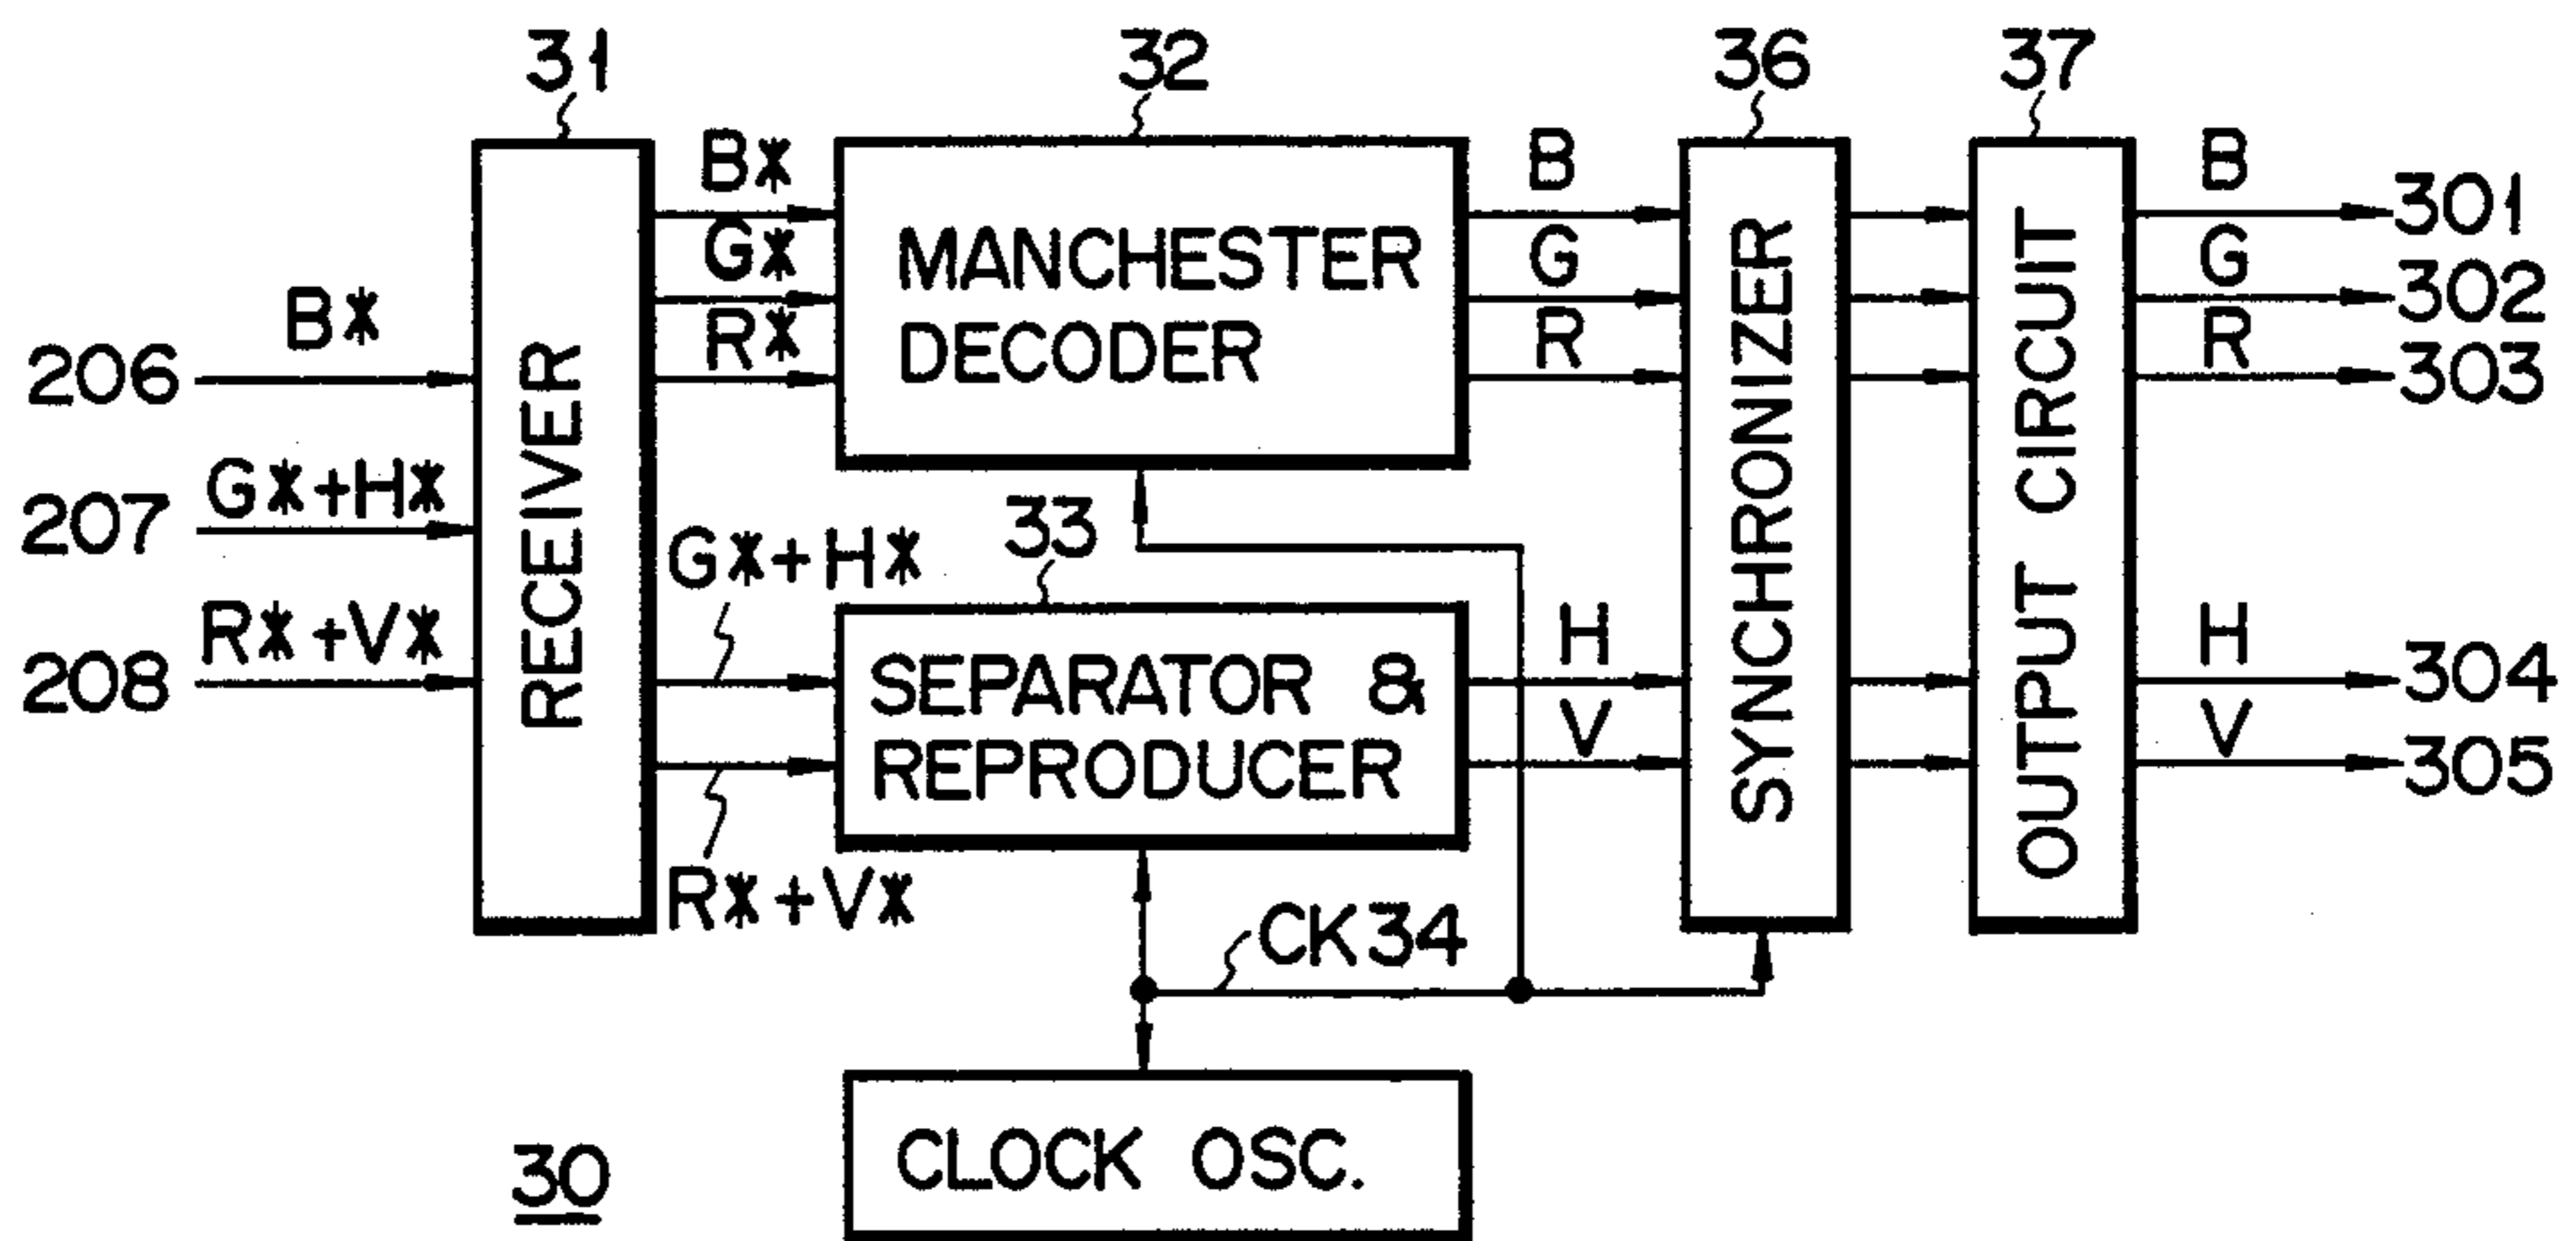 31
32
36
37
B*
G*
R*
MANCHESTER
DECODER
B
G
R
B
G
R
301
302
303
206
B*
207
G*+H*
208
R*+V*
RECEIVER
33
G*+H*
R*+V*
SEPARATOR &
REPRODUCER
H
V
SYNCHRONIZER
OUTPUT CIRCUIT
H
V
304
305
CK34
CLOCK OSC.
30